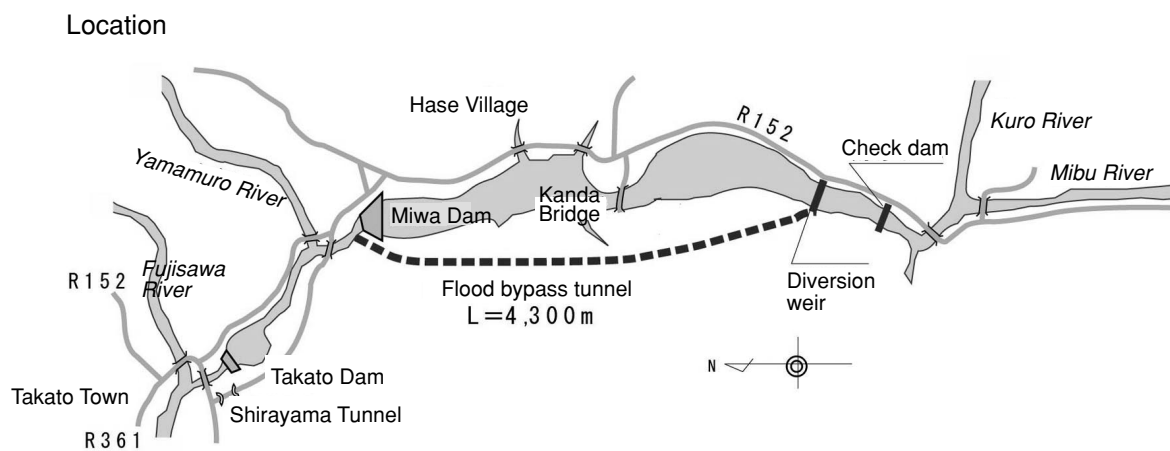 Location
Hase Village
R152
Kuro River
Check dam
Mibu River
Yamamuro River
Kanda
Bridge
Miwa Dam
Fujisawa
River
R152
Diversion
weir
Flood bypass tunnel
L=4,300m
N
Takato Dam
Takato Town
Shirayama Tunnel
R361